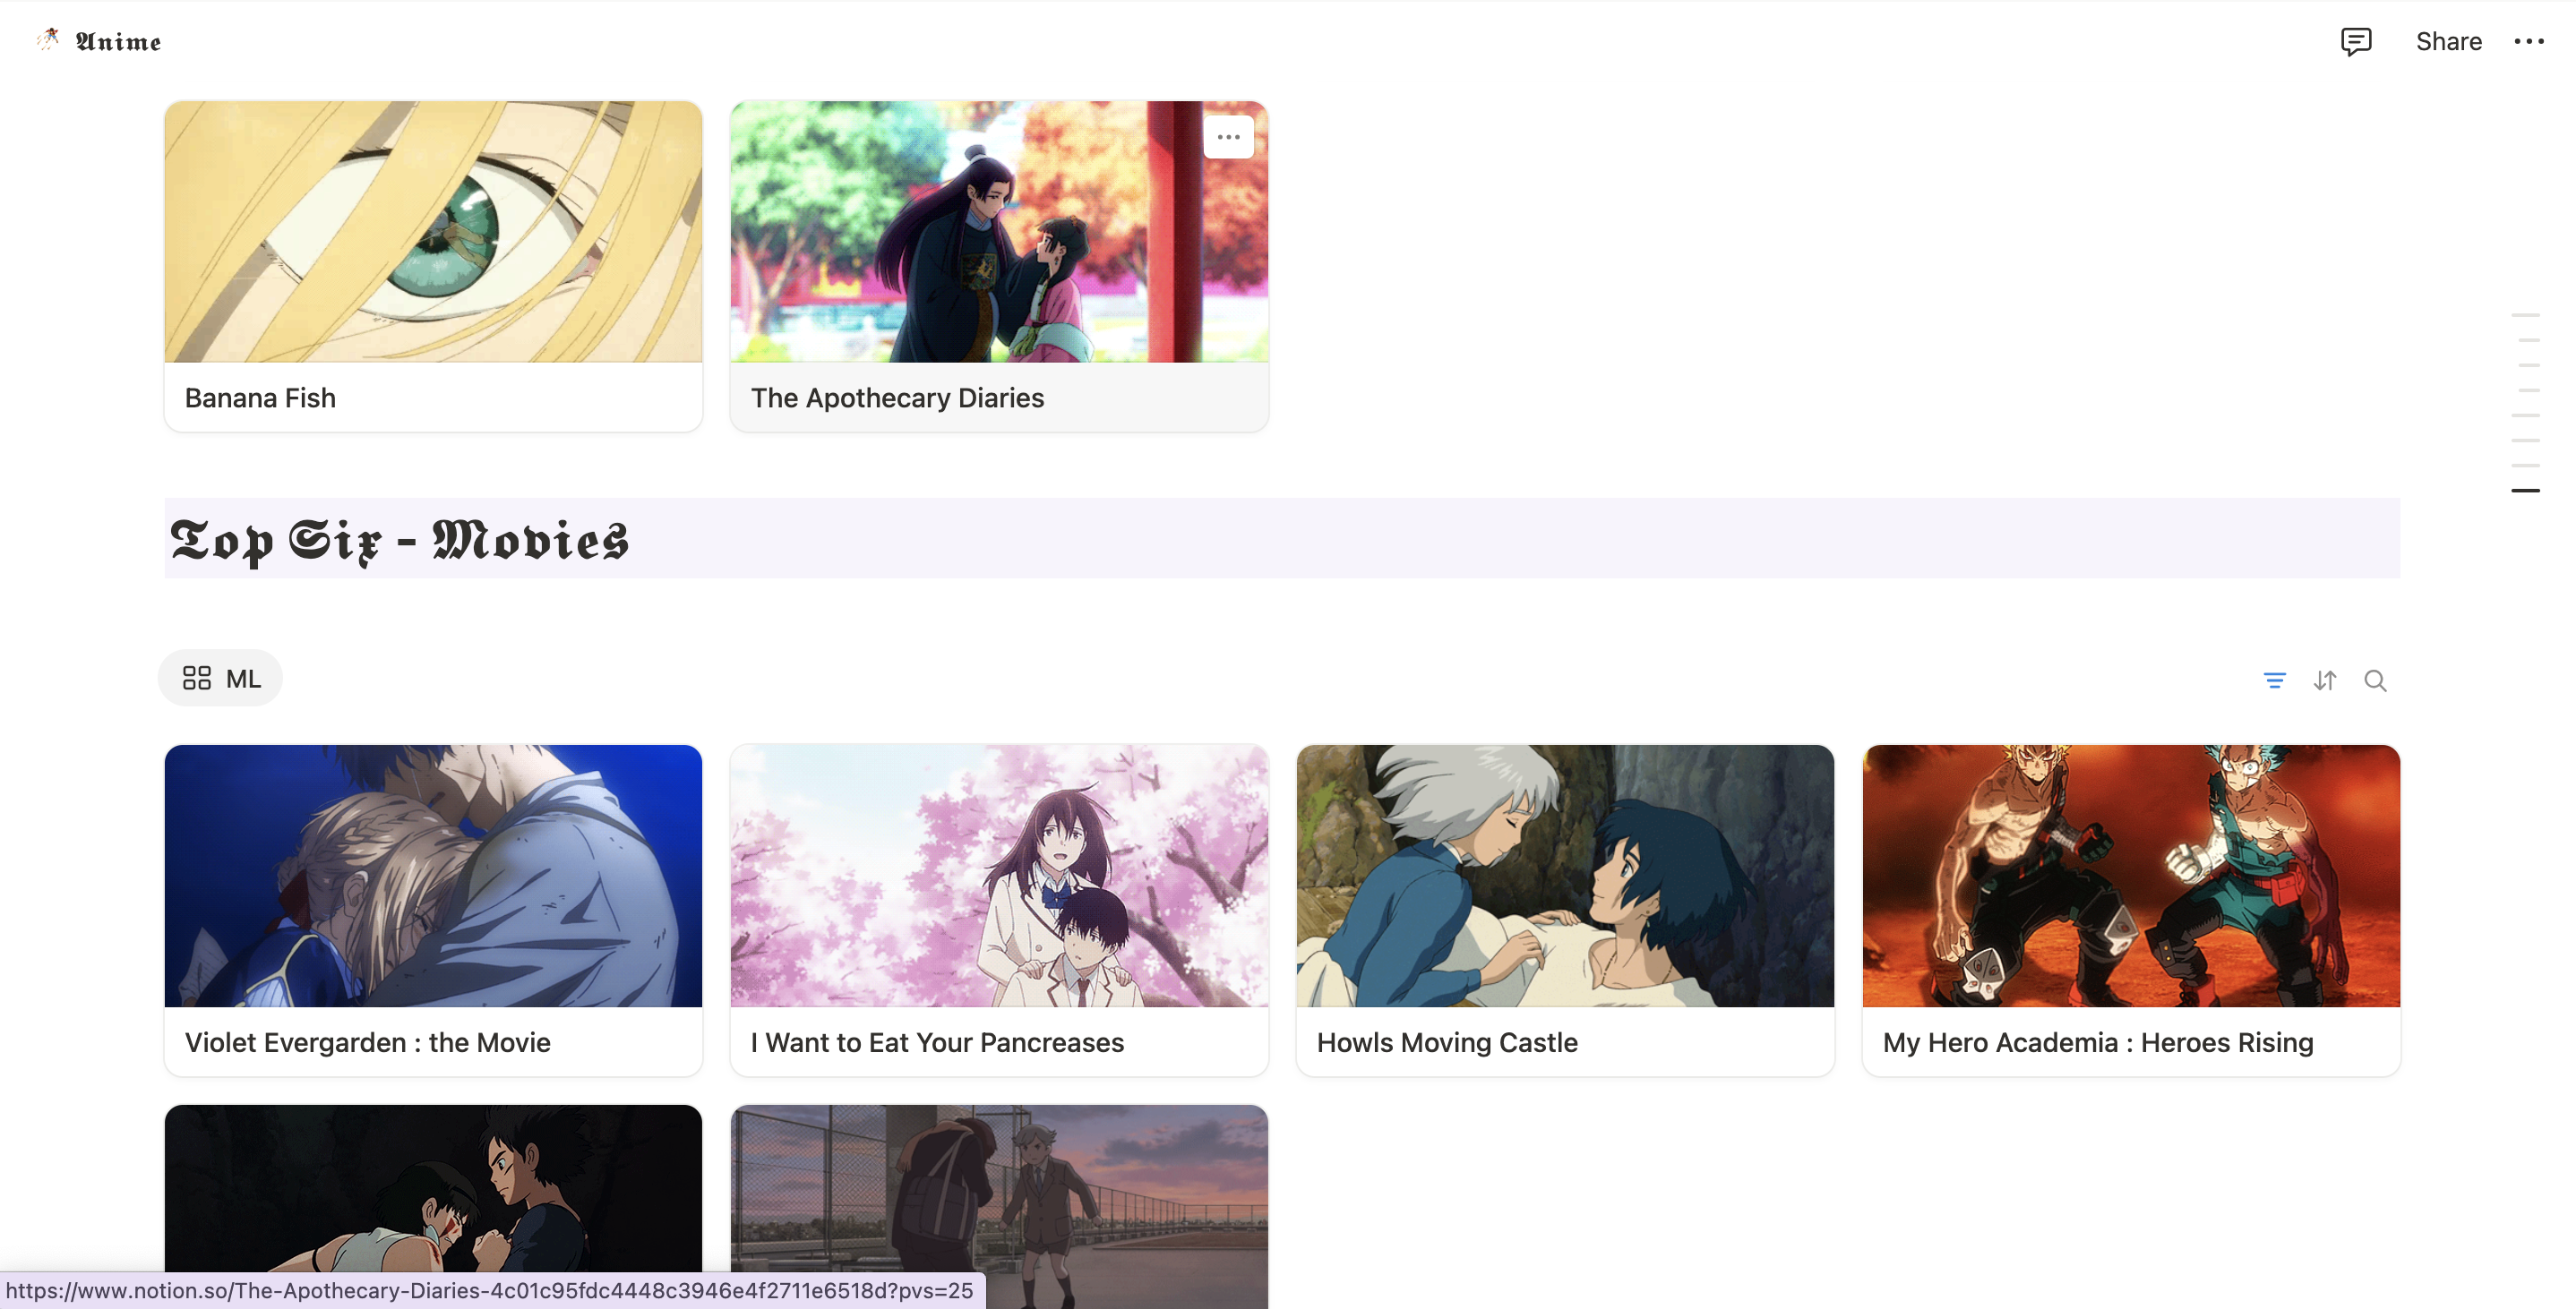 Anime
Share
Banana Fish
The Apothecary Diaries
Top Six - Movies
ML
Violet Evergarden : the Movie
I Want to Eat Your Pancreases
Howls Moving Castle
My Hero Academia : Heroes Rising
https://www.notion.so/The-Apothecary-Diaries-4c01c95fdc4448c3946e4f2711e6518d?pvs=25